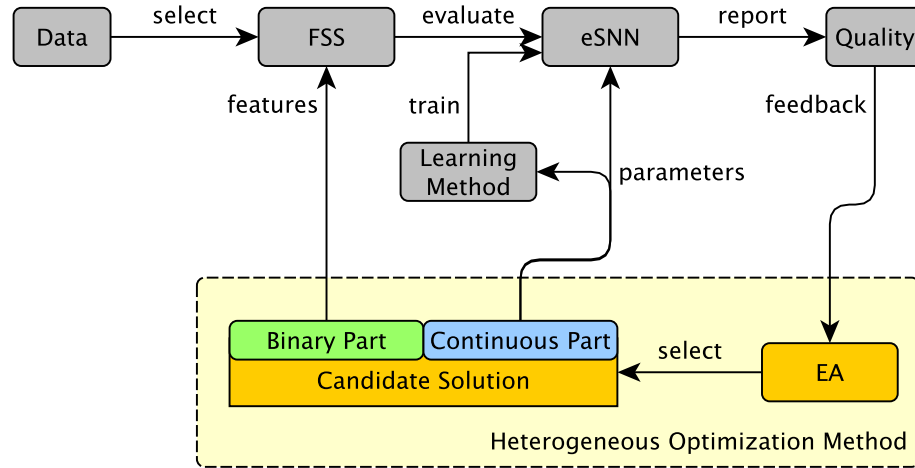 select
evaluate
report
Data
FSS
eSNN
Quality
features
train
feedback
Learning
Method
parameters
Binary Part
Continuous Part
select
Candidate Solution
EA
Heterogeneous Optimization Method